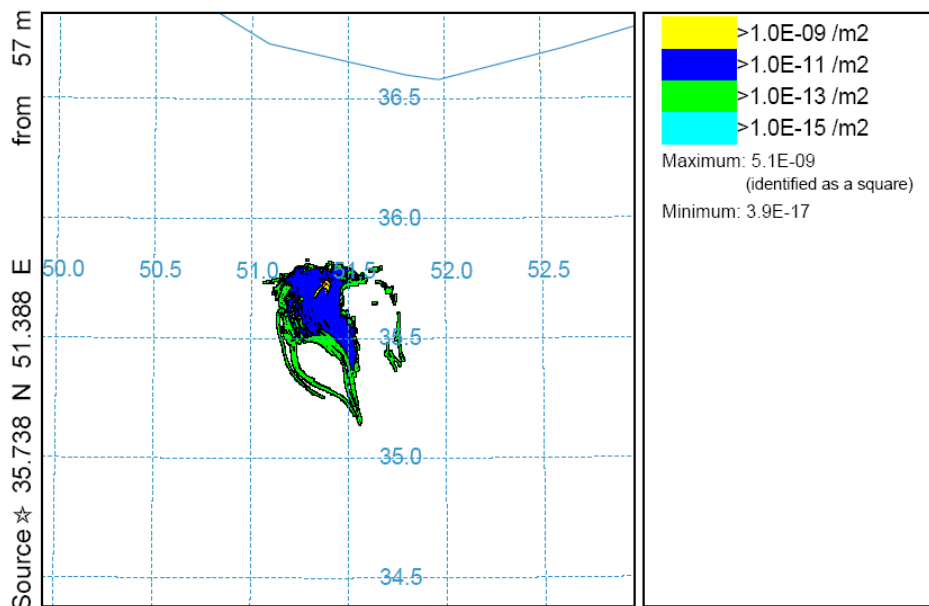 Source ☆ 35.738 N 51.388 E from 57 m
36.5
36.0
50.0 50.5 51.0 51.5 52.0 52.5
35.5
35.0
34.5
>1.0E-09 /m2
>1.0E-11 /m2
>1.0E-13 /m2
>1.0E-15 /m2
Maximum: 5.1E-09
(identified as a square)
Minimum: 3.9E-17